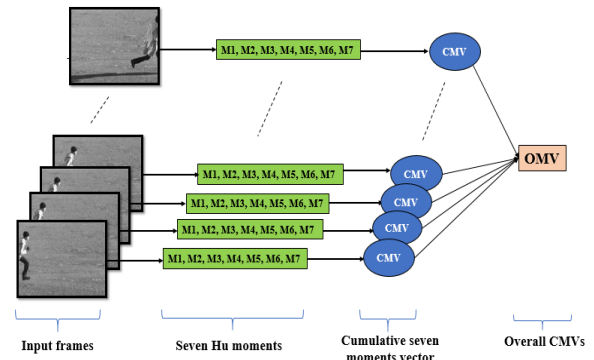 M1, M2, M3, M4, M5, M6, M7
CMV
OMV
M1, M2, M3, M4, M5, M6, M7
CMV
M1, M2, M3, M4, M5, M6, M7
CMV
M1, M2, M3, M4, M5, M6, M7
CMV
M1, M2, M3, M4, M5, M6, M7
CMV
Input frames
Seven Hu moments
Cumulative seven
moments vector
Overall CMVs